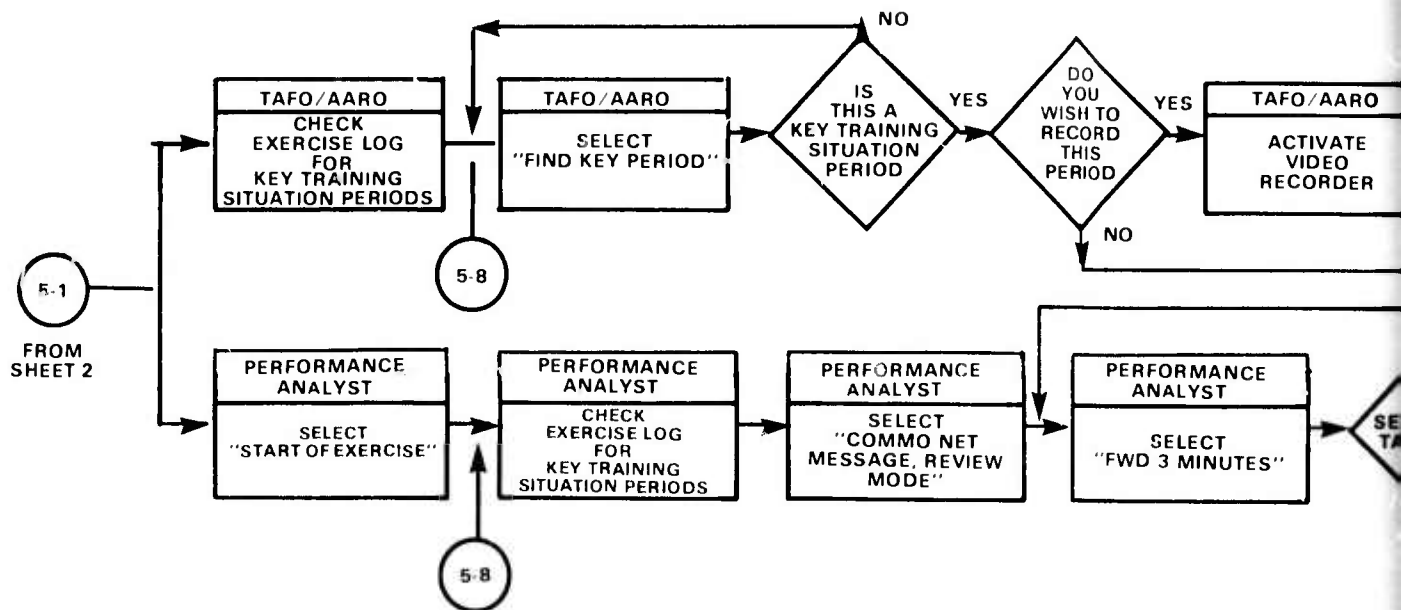 NO
TAFO/AARO
CHECK
EXERCISE LOG
FOR
KEY TRAINING
SITUATION PERIODS
TAFO/AARO
SELECT
"FIND KEY PERIOD"
IS
THIS A
KEY TRAINING
SITUATION
PERIOD
YES
DO
YOU
WISH TO
RECORD
THIS
PERIOD
YES
TAFO/AARO
ACTIVATE
VIDEO
RECORDER
NO
5-8
5-1
FROM
SHEET 2
PERFORMANCE
ANALYST
SELECT
"START OF EXERCISE"
PERFORMANCE
ANALYST
CHECK
EXERCISE LOG
FOR
KEY TRAINING
SITUATION PERIODS
PERFORMANCE
ANALYST
SELECT
"COMMO NET
MESSAGE, REVIEW
MODE"
PERFORMANCE
ANALYST
SELECT
"FWD 3 MINUTES"
5-8